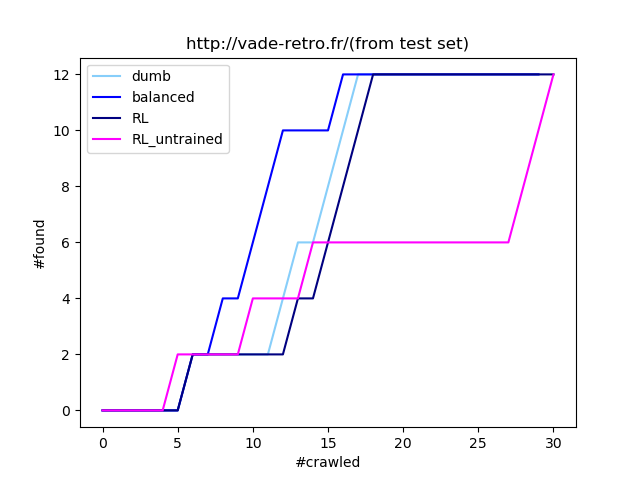 http://vade-retro.fr/(from test set)
dumb
balanced
RL
RL_untrained
#found
12
10
8
6
4
2
0
0 5 10 15 20 25 30
#crawled